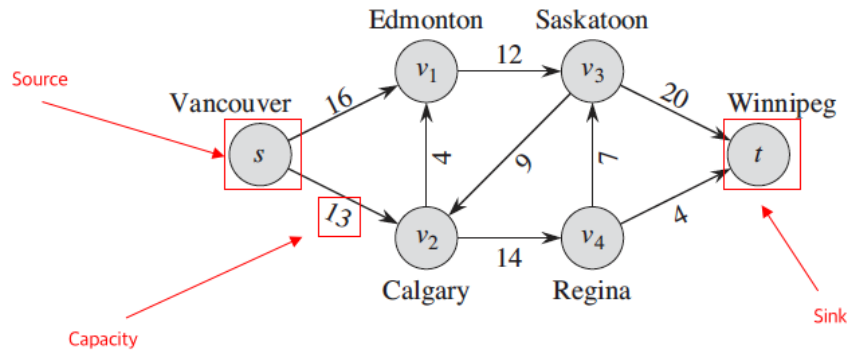 Edmonton
Saskatoon
Source
Vancouver
Winnipeg
16
v1
12
v3
20
s
4
9
7
t
13
v2
14
v4
4
Calgary
Regina
Capacity
Sink